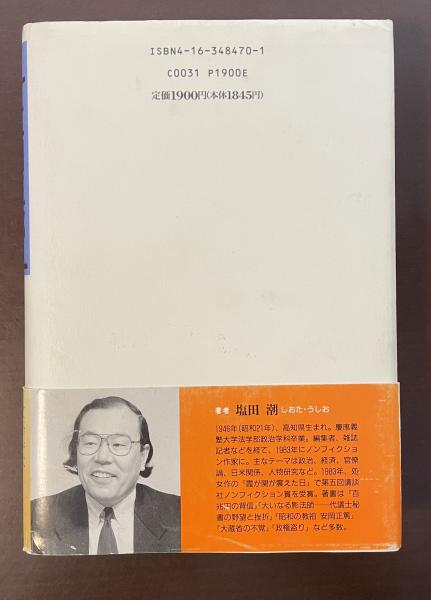 ISBN4-16-348470-1
C0031 P1900E
定価1900円(本体1845円)
著者 塩田 潮 しおた・うしお
1946年(昭和21年)、高知県生まれ。慶應義
塾大学法学部政治学科卒業。編集者、雑誌
記者などを経て、1983年にノンフィクショ
ン作家に。主なテーマは政治、経済、官僚
論、日米関係、人物研究など。1983年、処
女作の「霞が関が震えた日」で第五回講談
社ノンフィクション賞を受賞。著書は「百
兆円の背信」「大いなる影法師──代議士秘
書の野望と挫折」「昭和の教祖 安岡正篤」
「大蔵省の不覚」「政権盗り」など多数。